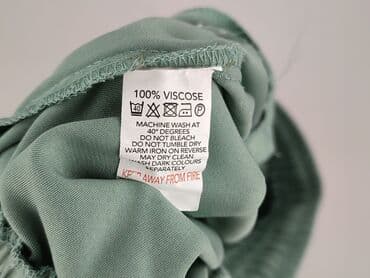 100% VISCOSE
40
P
MACHINE WASH AT
40° DEGREES
DO NOT BLEACH
DO NOT TUMBLE DRY
WARM IRON ON REVERSE
MAY DRY CLEAN
WASH DARK COLOURS
SEPARATELY
KEEP AWAY FROM FIRE